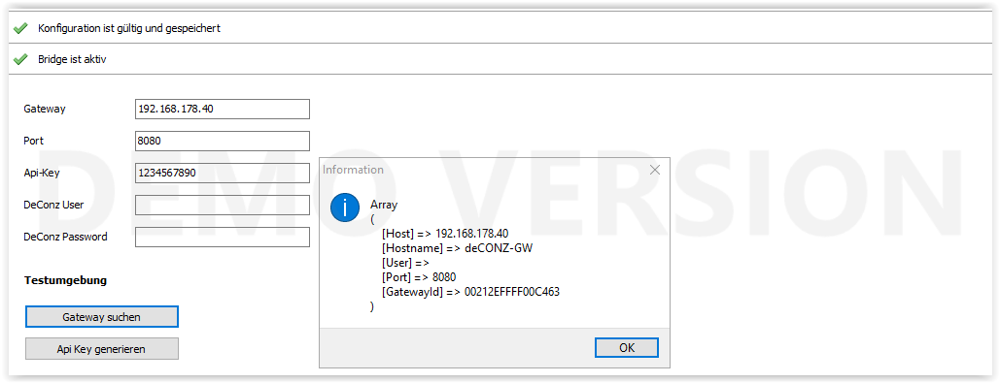 Konfiguration ist gültig und gespeichert
Bridge ist aktiv
Gateway 192.168.178.40
Port 8080
Api-Key 1234567890
DeConz User
DeConz Password
Testumgebung
Gateway suchen
Api Key generieren
DEMO VERSION
Information
Array
(
[Host] => 192.168.178.40
[Hostname] => deCONZ-GW
[User] =>
[Port] => 8080
[GatewayId] => 00212EFFFF00C463
)
OK